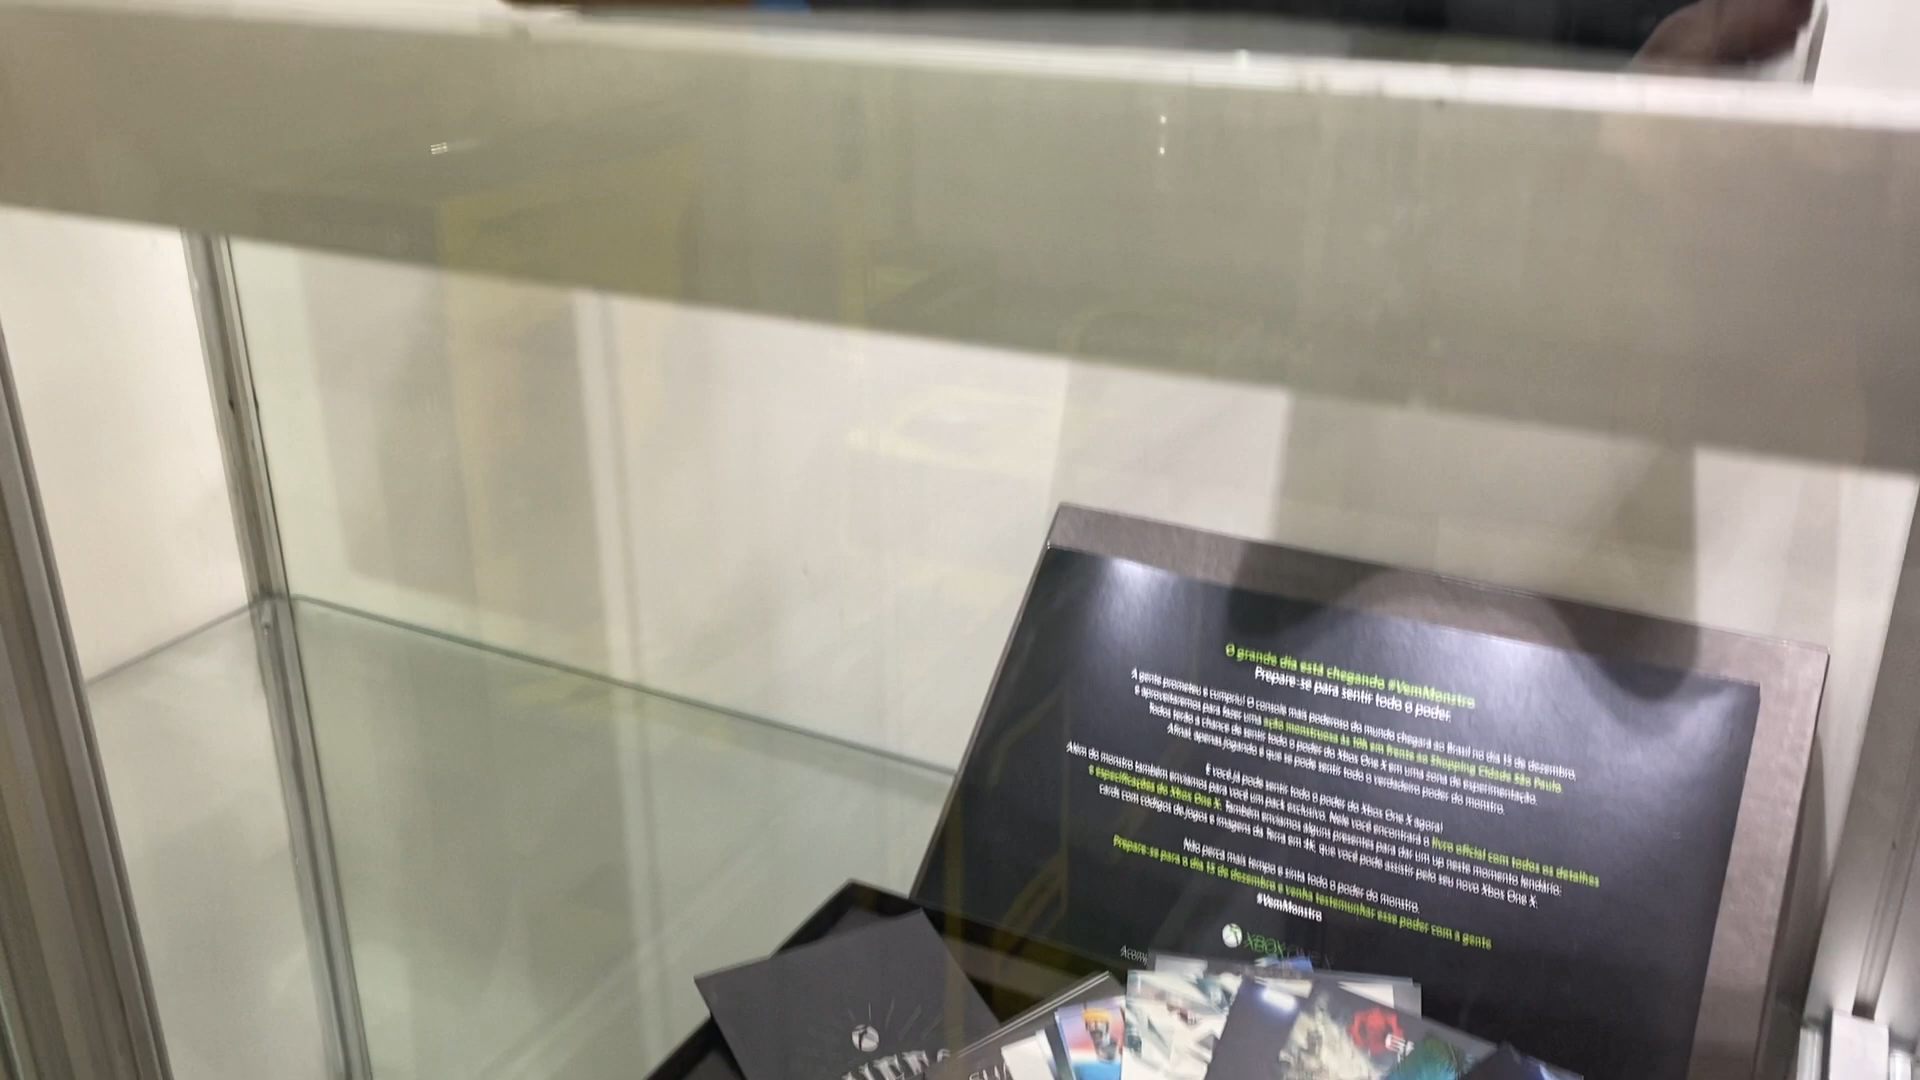 O grande dia está chegando #VemMonstro
Prepare-se para sentir todo o poder.
A gente prometeu e cumpriu! O console mais poderoso do mundo chegará ao Brasil no dia 15 de dezembro,
e aproveitaremos para fazer uma ação monstruosa às 10h em frente ao Shopping Cidade São Paulo.
Todos terão a chance de sentir todo o poder do Xbox One X em uma zona de experimentação.
Afinal, apenas jogando é que se pode sentir todo o verdadeiro poder do monstro.
E você já pode sentir todo o poder do Xbox One X agora!
Além do monstro também enviamos para você um pack exclusivo. Nele você encontrará o livro oficial com todos os detalhes
e especificações do Xbox One X. Também enviamos alguns presentes para dar um up neste momento lendário:
cards com códigos de jogos e imagens da Terra em 4K, que você pode assistir pelo seu novo Xbox One X.
Não perca mais tempo e sinta todo o poder do monstro.
Prepare-se para o dia 15 de dezembro e venha testemunhar esse poder com a gente
#VemMonstro
XBOX ONE X
Acomp